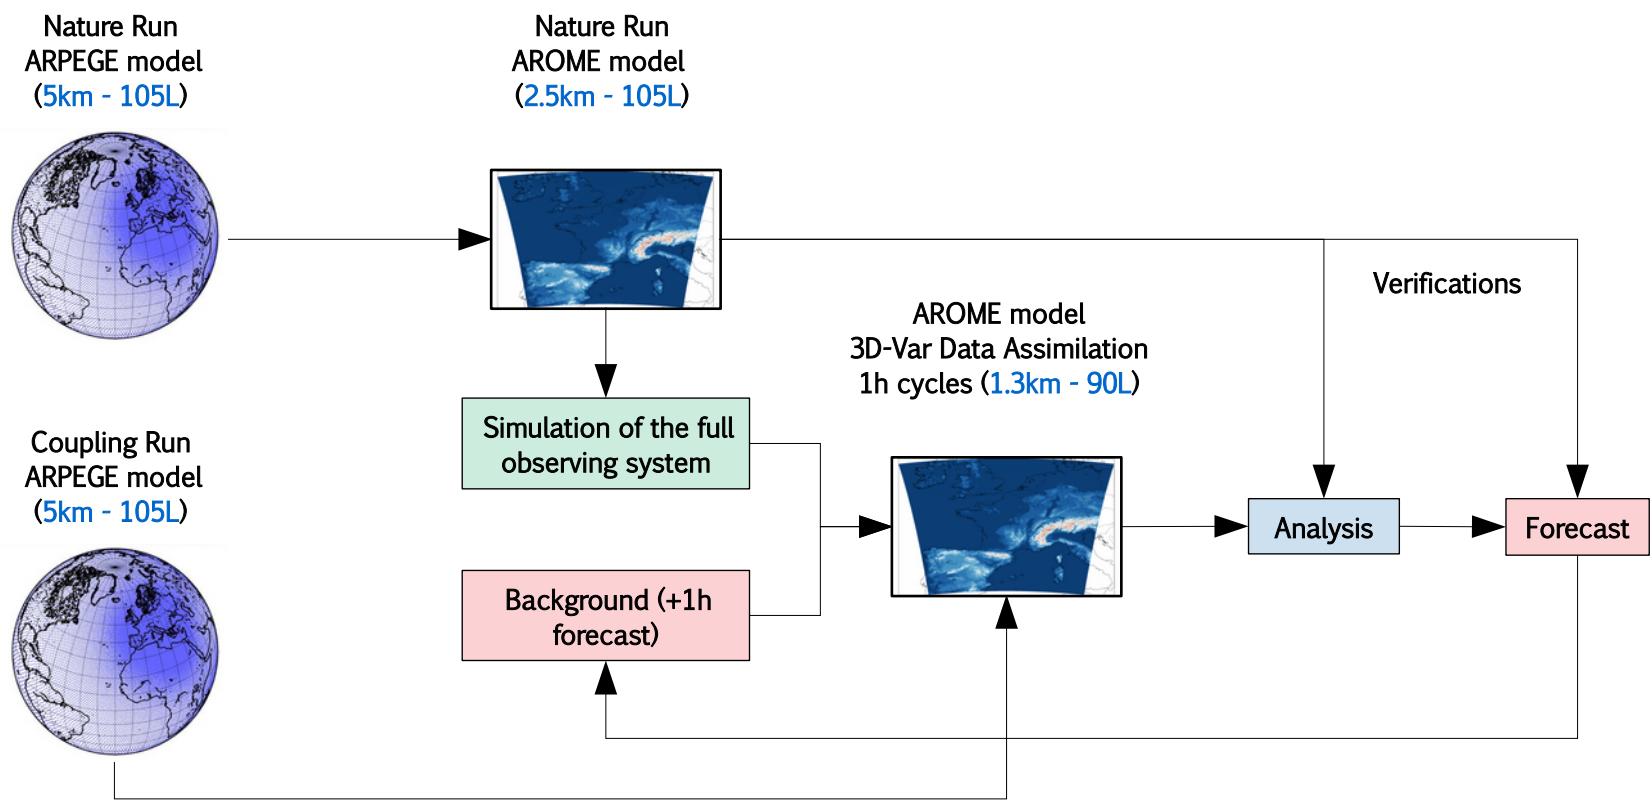 Nature Run
ARPEGE model
(5km - 105L)
Nature Run
AROME model
(2.5km - 105L)
Verifications
AROME model
3D-Var Data Assimilation
1h cycles (1.3km - 90L)
Simulation of the full
observing system
Coupling Run
ARPEGE model
(5km - 105L)
Analysis
Forecast
Background (+1h
forecast)